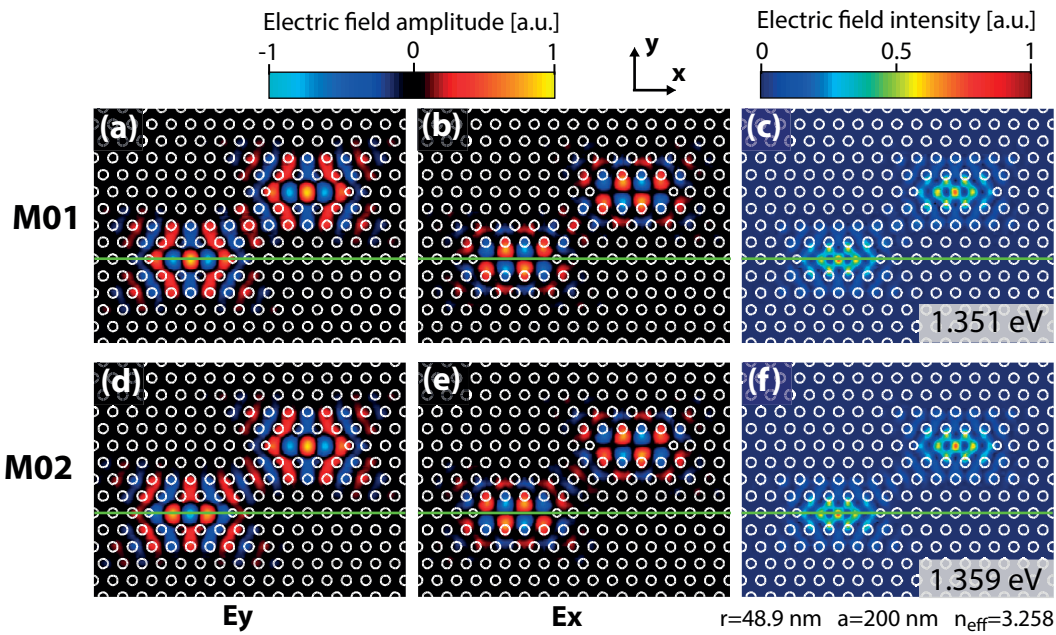 Electric field amplitude [a.u.] Electric field intensity [a.u.]
-1 0 1 y x 0 0.5 1
(a) (b) (c)
M01
1.351 eV
(d) (e) (f)
M02
1.359 eV
Ey Ex r=48.9 nm a=200 nm neff=3.258